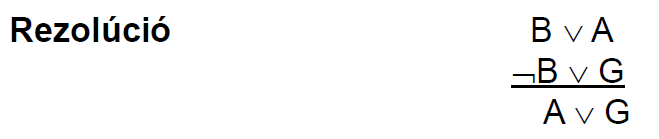 Rezolúció B ∨ A
¬B ∨ G
A ∨ G